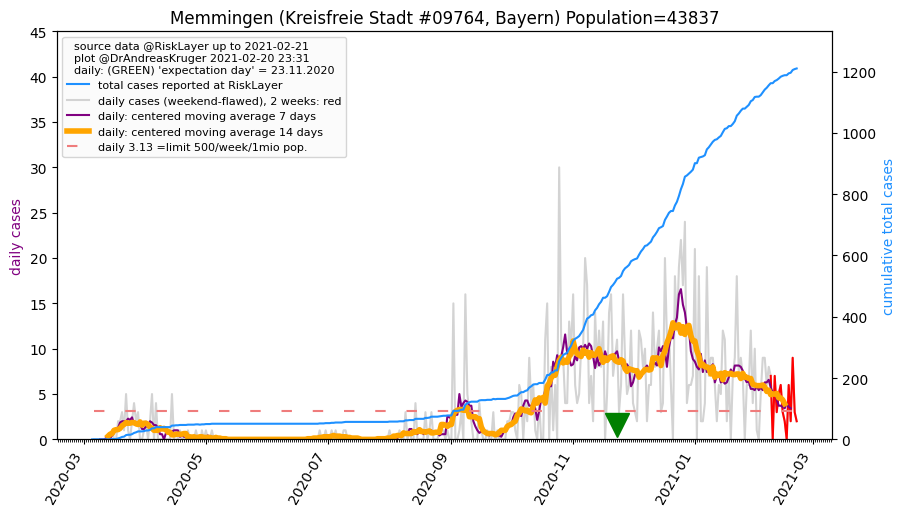 Memmingen (Kreisfreie Stadt #09764, Bayern) Population=43837
source data @RiskLayer up to 2021-02-21
plot @DrAndreasKruger 2021-02-20 23:31
daily: (GREEN) 'expectation day' = 23.11.2020
total cases reported at RiskLayer
daily cases (weekend-flawed), 2 weeks: red
daily: centered moving average 7 days
daily: centered moving average 14 days
daily 3.13 =limit 500/week/1mio pop.
daily cases
45
40
35
30
25
20
15
10
5
0
cumulative total cases
1200
1000
800
600
400
200
0
2020-03
2020-05
2020-07
2020-09
2020-11
2021-01
2021-03